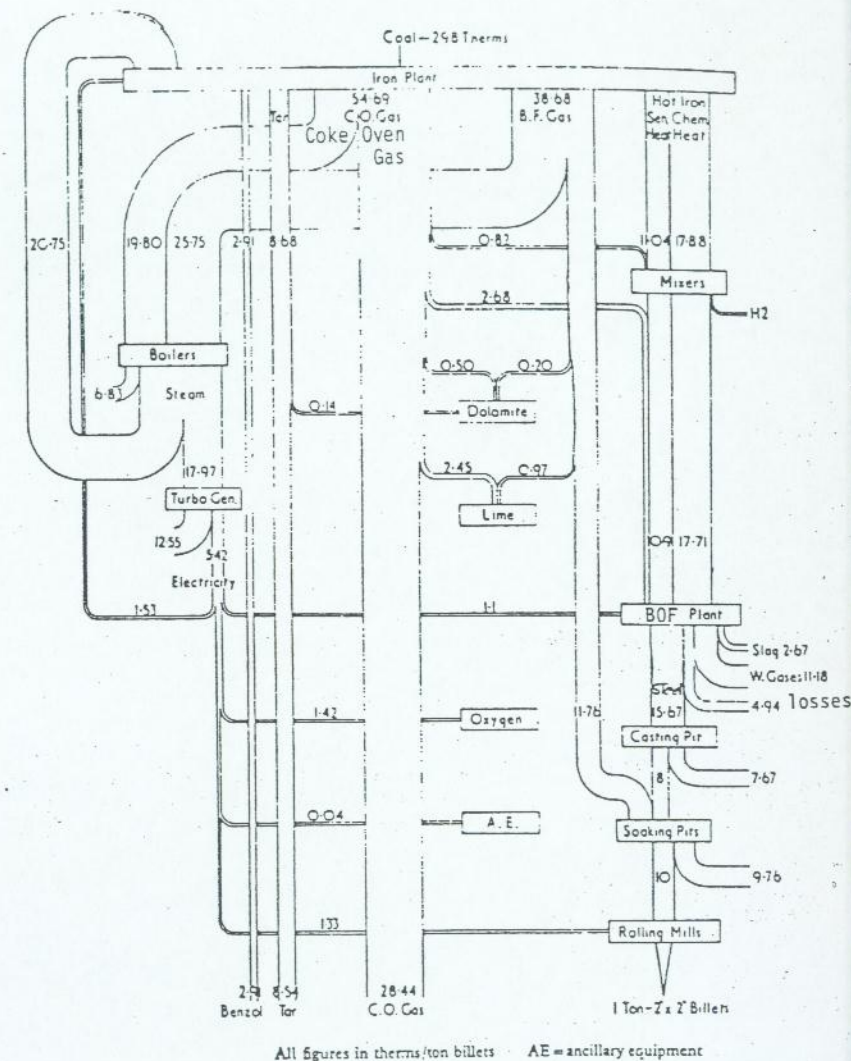 Coal-298 Therms
Iron Plant
Tar
54·69
C.O. Gas
Coke Oven
Gas
38·68
B.F. Gas
Hot Iron
Sen. Chem.
Heat Heat
20·75
19·80
25·75
2·91
8·68
0·82
11·04
17·88
Mixers
2·68
H2
Boilers
0·50
0·20
6·83
Steam
0·14
Dolomite
17·97
2·45
0·97
Turbo Gen.
Lime
12·55
5·42
10·9
17·71
Electricity
1·53
1·1
BOF Plant
Slag 2·67
W. Gases 11·18
Steel
4·94 losses
1·42
Oxygen
11·76
15·67
Casting Pit
8
7·67
0·04
A. E.
Soaking Pits
10
9·76
1·33
Rolling Mills
2·91
8·54
28·44
Benzol
Tar
C.O. Gas
1 Ton-2" x 2" Billets
All figures in therms/ton billets
AE = ancillary equipment